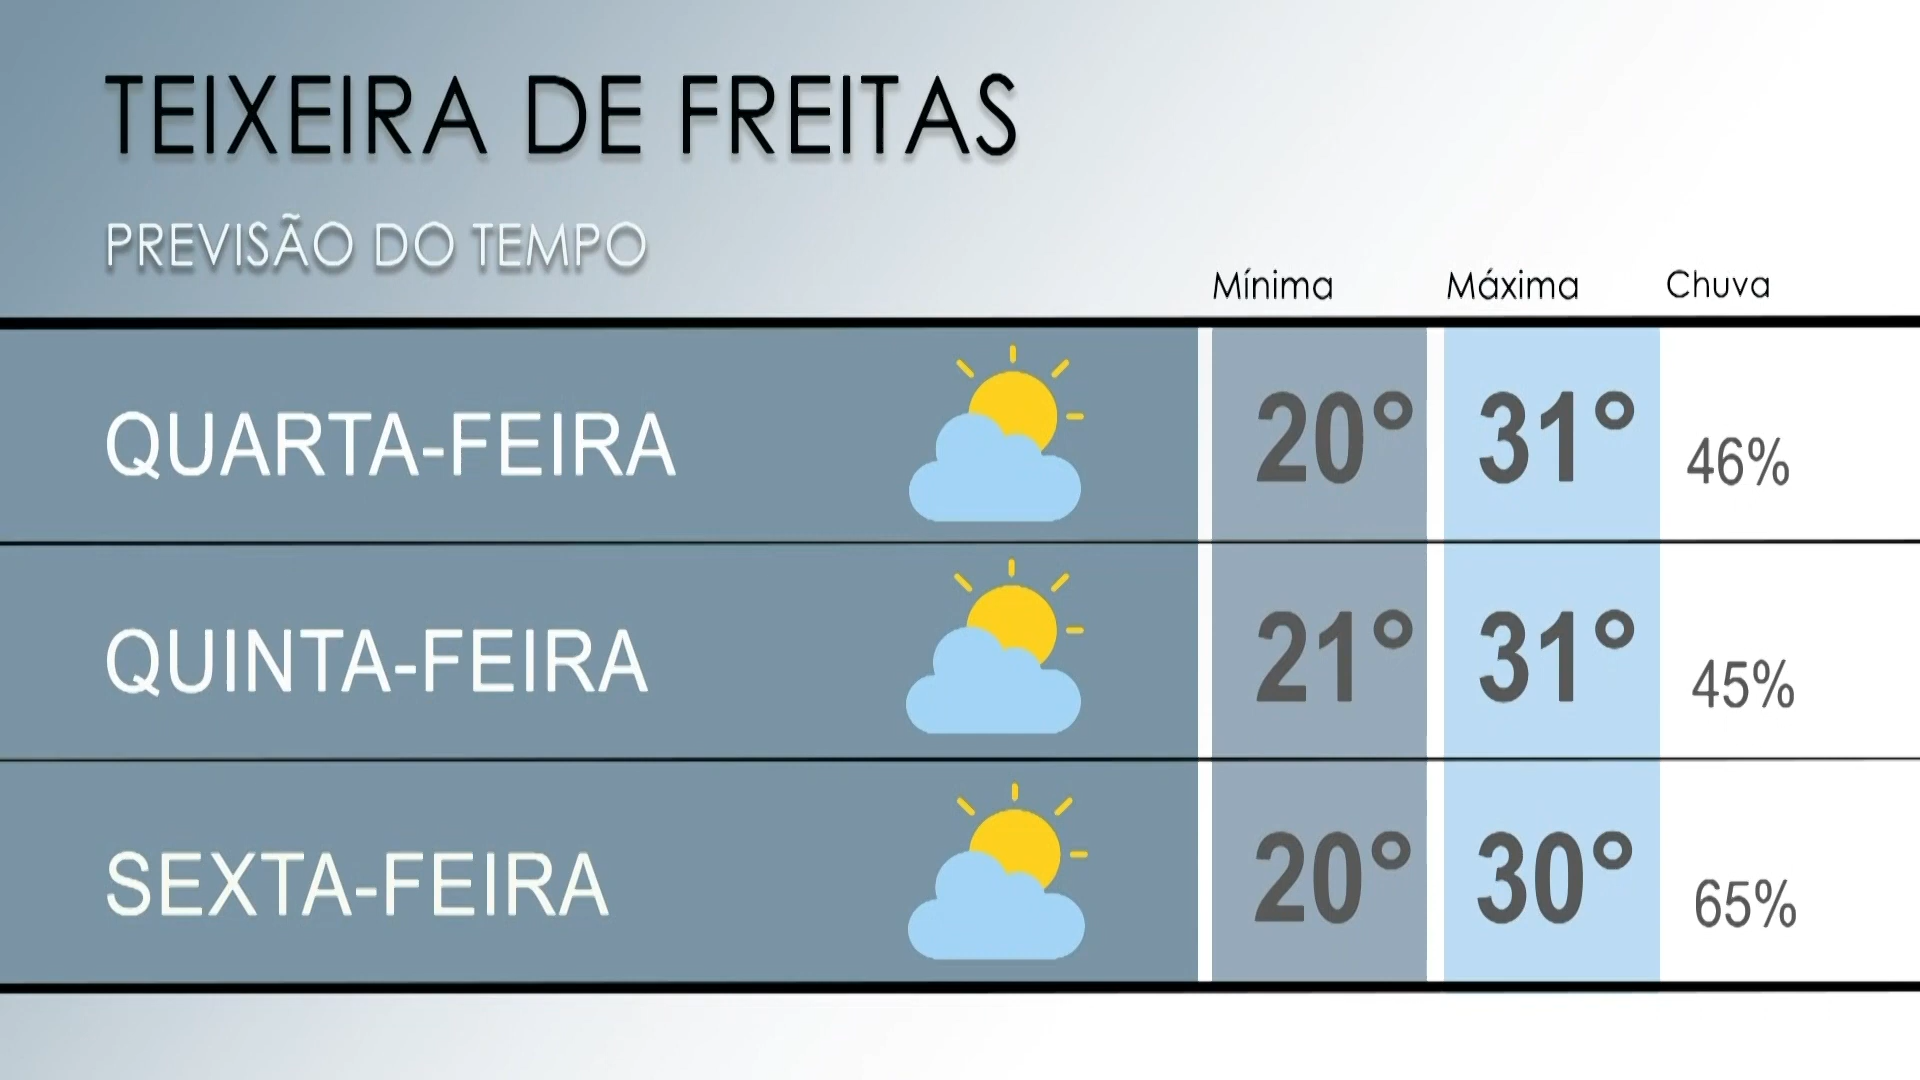 TEIXEIRA DE FREITAS
PREVISÃO DO TEMPO
Mínima Máxima Chuva
QUARTA-FEIRA 20° 31° 46%
QUINTA-FEIRA 21° 31° 45%
SEXTA-FEIRA 20° 30° 65%